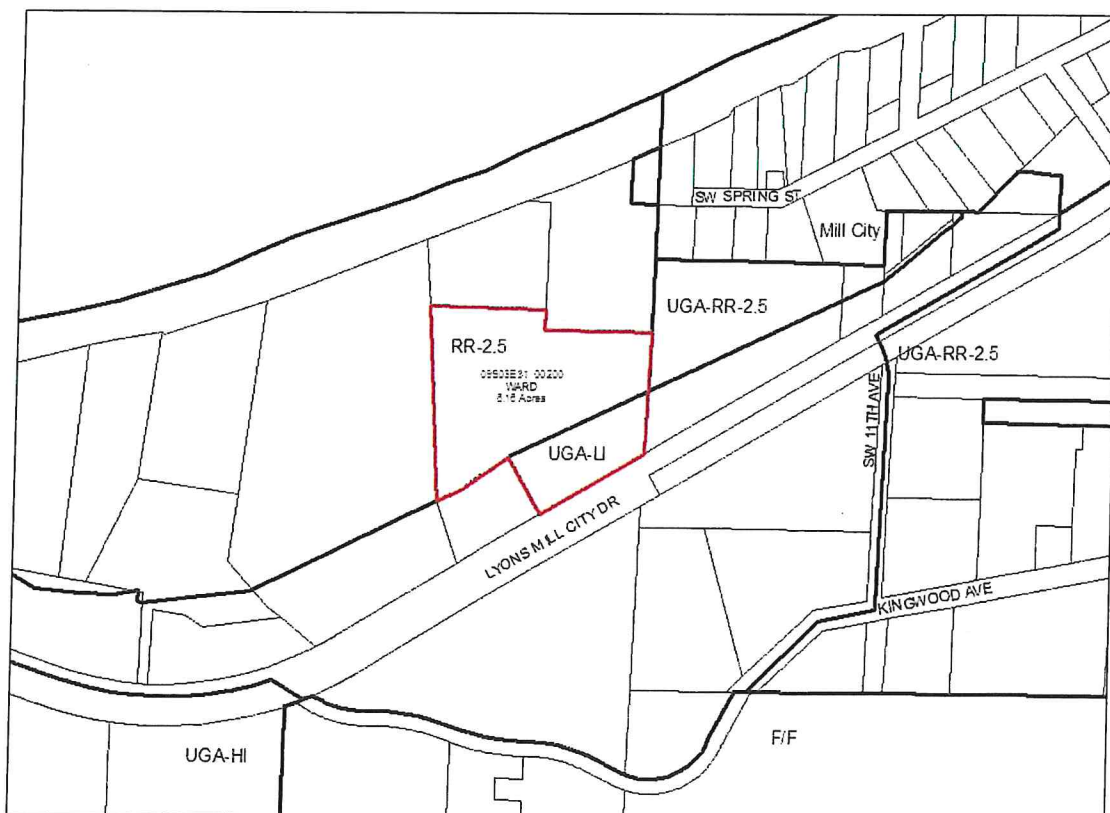 SW SPRING ST
Mill City
UGA-RR-2.5
RR-2.5
UGA-RR-2.5
WARD
Acres
SW 11TH AVE
UGA-LI
LYONS MILL CITY DR
KINGWOOD AVE
F/F
UGA-HI